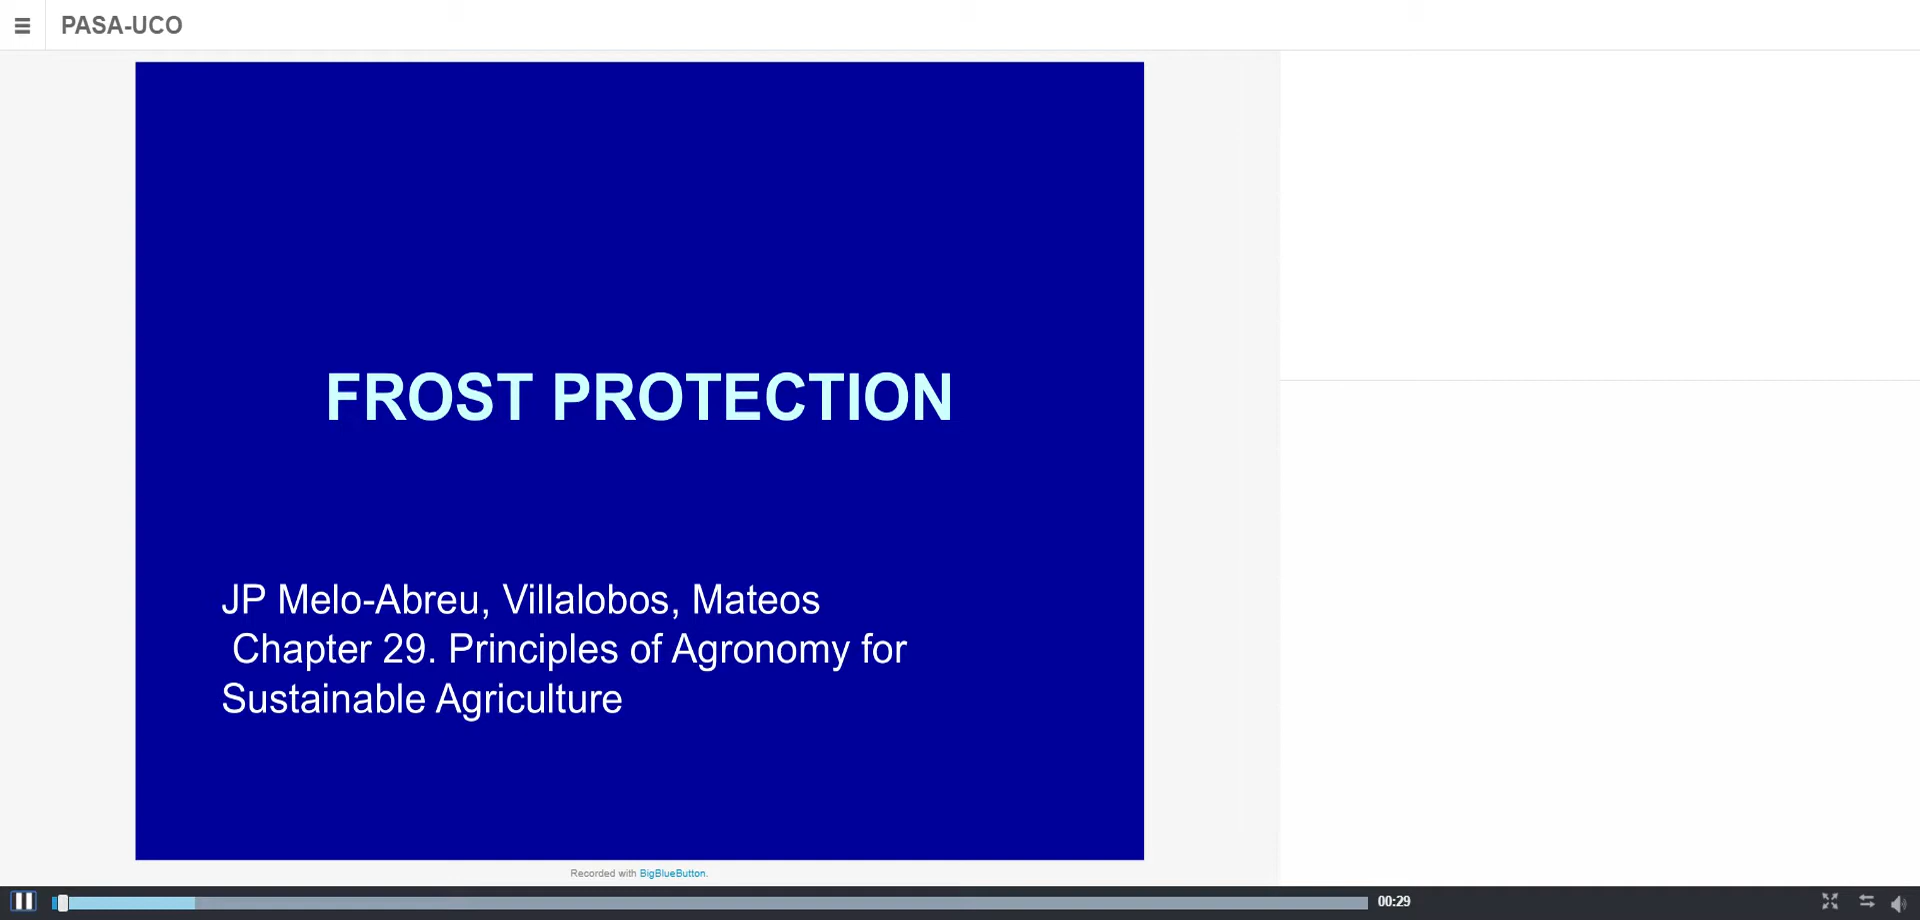 PASA-UCO
FROST PROTECTION
JP Melo-Abreu, Villalobos, Mateos
Chapter 29. Principles of Agronomy for
Sustainable Agriculture
Recorded with BigBlueButton.
00:29